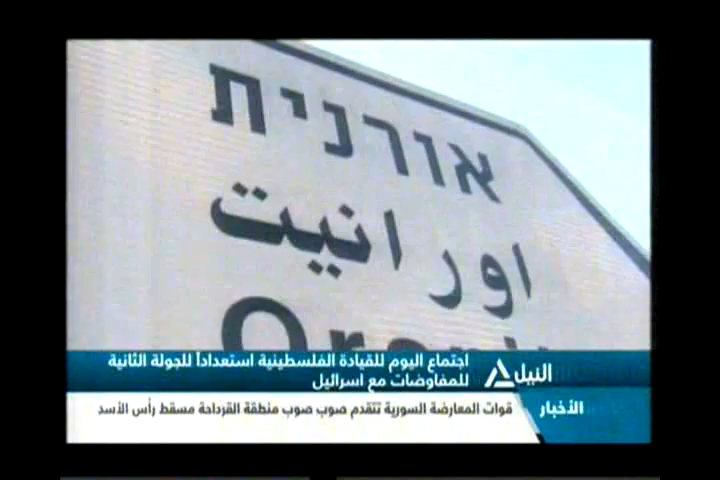 אורנית
اورانيت
اجتماع اليوم للقيادة الفلسطينية استعداداً للجولة الثانية
للمفاوضات مع اسرائيل
النيل
الأخبار
قوات المعارضة السورية تتقدم صوب صوب منطقة القرداحة مسقط رأس الأسد